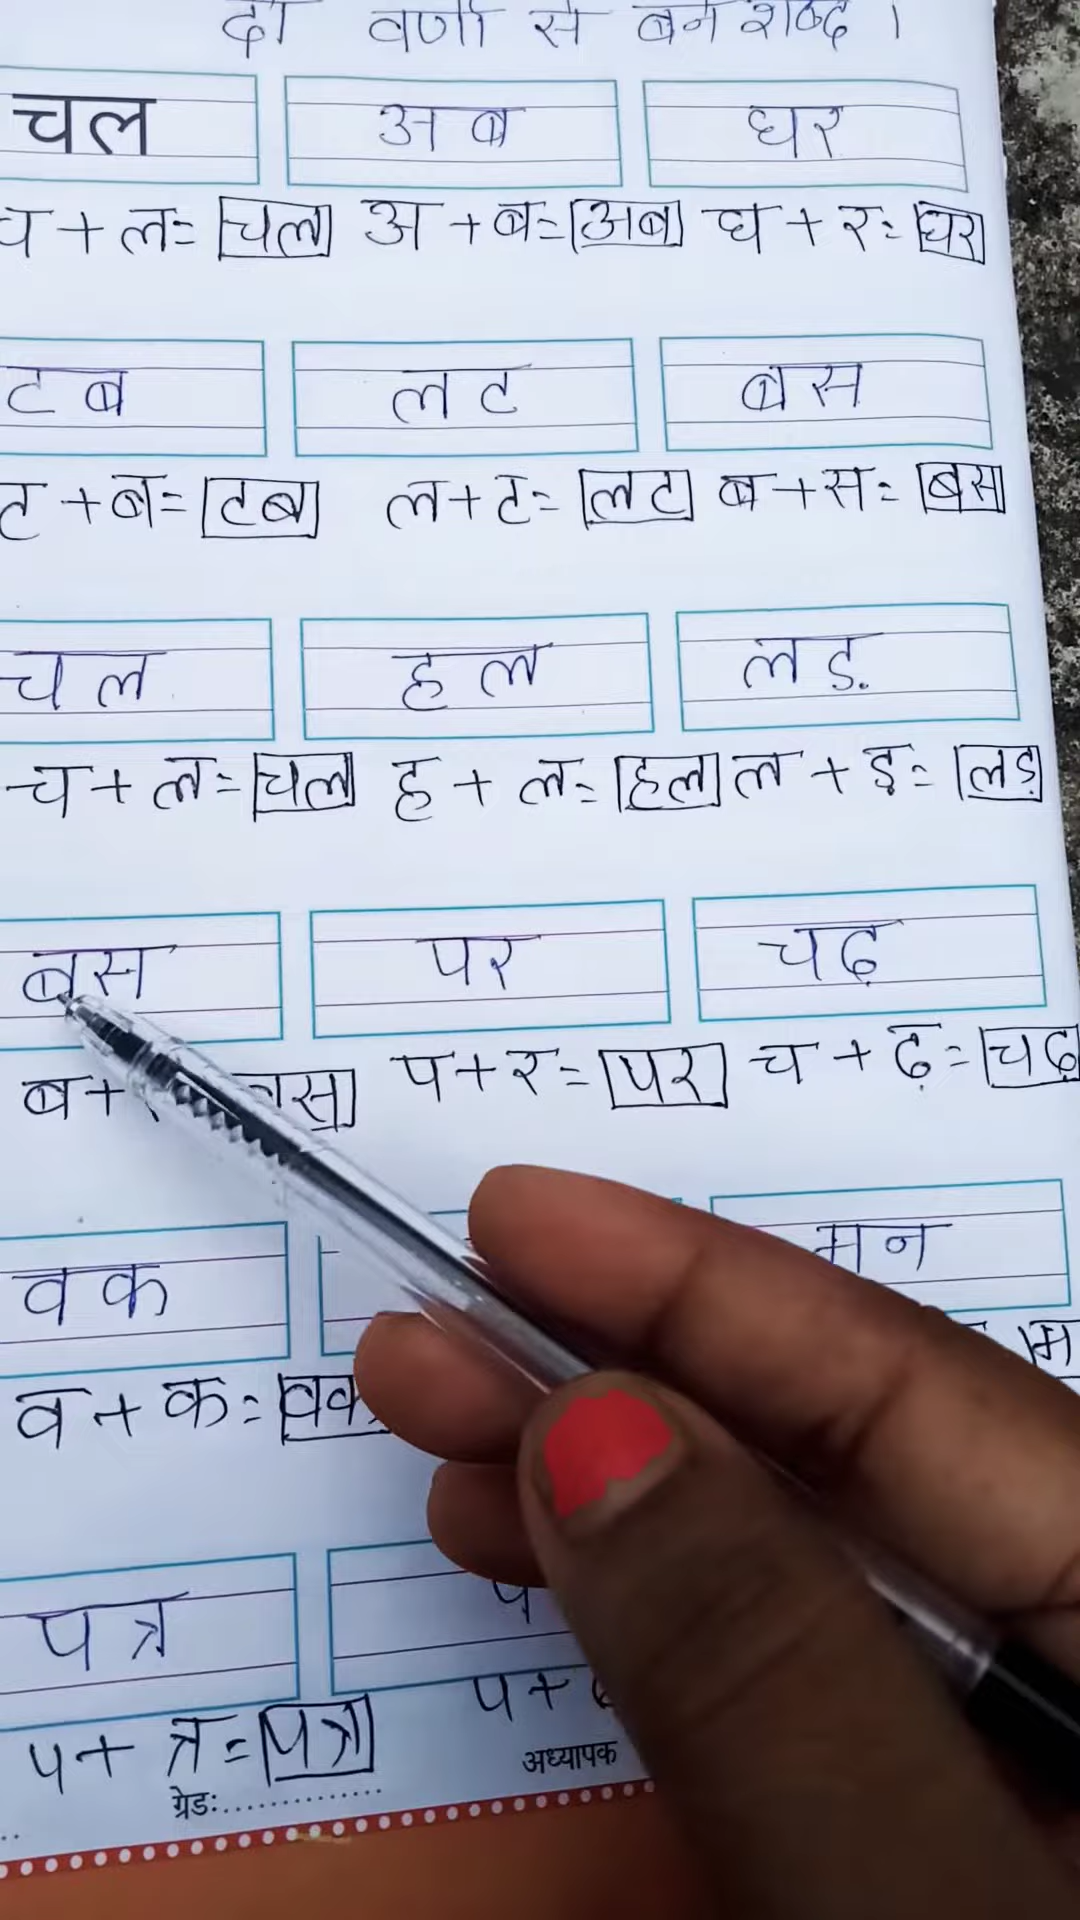 दो वर्णो से बने शब्द ।
चल अब घर
च + ल = चल अ + ब = अब घ + र = घर
टब लट बस
ट + ब = टब ल + ट = लट ब + स = बस
चल हल लड़
च + ल = चल ह + ल = हल ल + ड़ = लड़
बस पर चढ़
ब + बस प + र = पर च + ढ़ = चढ़
वक मन
व + क = वक म
पत्र प
प + त्र = पत्र प +
ग्रेड:.............. अध्यापक